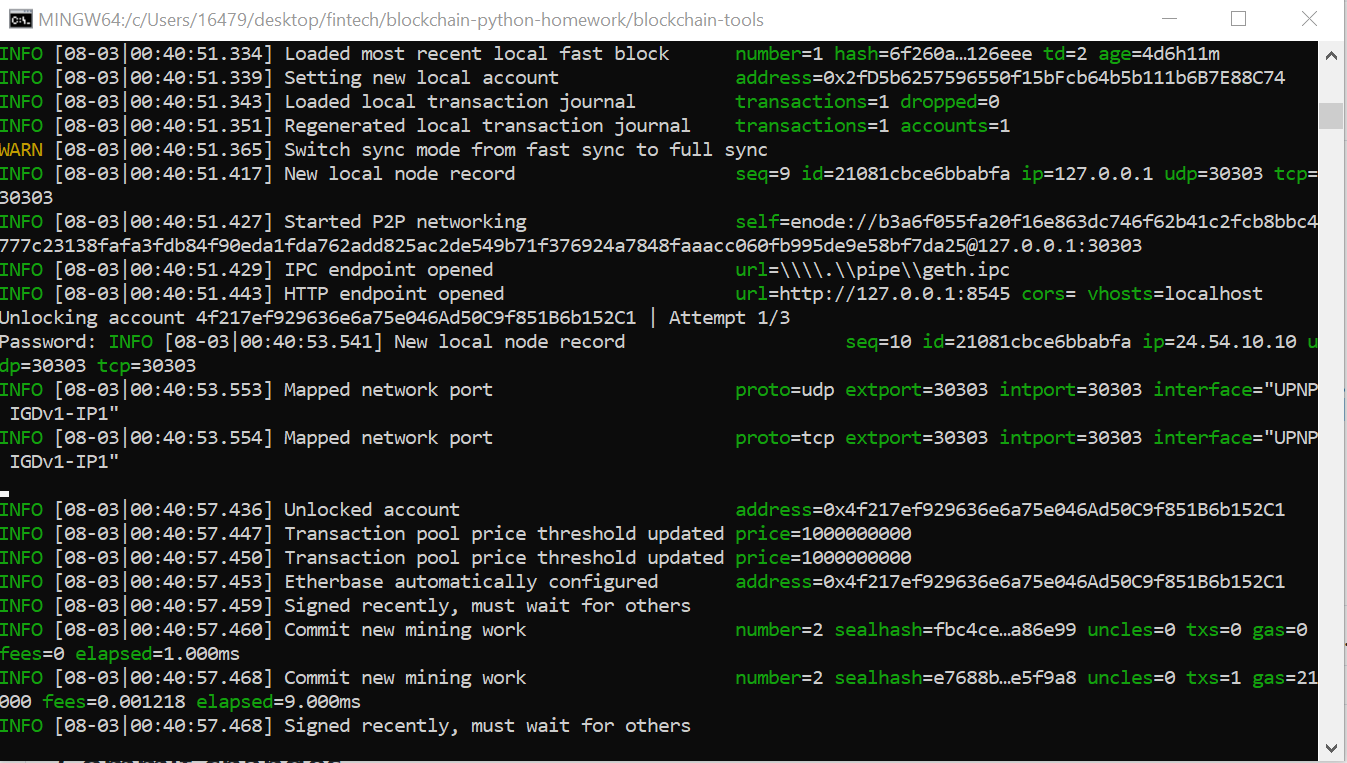 MINGW64:/c/Users/16479/desktop/fintech/blockchain-python-homework/blockchain-tools
INFO [08-03|00:40:51.334] Loaded most recent local fast block number=1 hash=6f260a…126eee td=2 age=4d6h11m
INFO [08-03|00:40:51.339] Setting new local account address=0x2fD5b6257596550f15bFcb64b5b111b6B7E88C74
INFO [08-03|00:40:51.343] Loaded local transaction journal transactions=1 dropped=0
INFO [08-03|00:40:51.351] Regenerated local transaction journal transactions=1 accounts=1
WARN [08-03|00:40:51.365] Switch sync mode from fast sync to full sync
INFO [08-03|00:40:51.417] New local node record seq=9 id=21081cbce6bbabfa ip=127.0.0.1 udp=30303 tcp=
30303
INFO [08-03|00:40:51.427] Started P2P networking self=enode://b3a6f055fa20f16e863dc746f62b41c2fcb8bbc4
777c23138fafa3fdb84f90eda1fda762add825ac2de549b71f376924a7848faaacc060fb995de9e58bf7da25@127.0.0.1:30303
INFO [08-03|00:40:51.429] IPC endpoint opened url=\\\\.\\pipe\\geth.ipc
INFO [08-03|00:40:51.443] HTTP endpoint opened url=http://127.0.0.1:8545 cors= vhosts=localhost
Unlocking account 4f217ef929636e6a75e046Ad50C9f851B6b152C1 | Attempt 1/3
Password: INFO [08-03|00:40:53.541] New local node record seq=10 id=21081cbce6bbabfa ip=24.54.10.10 u
dp=30303 tcp=30303
INFO [08-03|00:40:53.553] Mapped network port proto=udp extport=30303 intport=30303 interface="UPNP
IGDv1-IP1"
INFO [08-03|00:40:53.554] Mapped network port proto=tcp extport=30303 intport=30303 interface="UPNP
IGDv1-IP1"
INFO [08-03|00:40:57.436] Unlocked account address=0x4f217ef929636e6a75e046Ad50C9f851B6b152C1
INFO [08-03|00:40:57.447] Transaction pool price threshold updated price=1000000000
INFO [08-03|00:40:57.450] Transaction pool price threshold updated price=1000000000
INFO [08-03|00:40:57.453] Etherbase automatically configured address=0x4f217ef929636e6a75e046Ad50C9f851B6b152C1
INFO [08-03|00:40:57.459] Signed recently, must wait for others
INFO [08-03|00:40:57.460] Commit new mining work number=2 sealhash=fbc4ce…a86e99 uncles=0 txs=0 gas=0
fees=0 elapsed=1.000ms
INFO [08-03|00:40:57.468] Commit new mining work number=2 sealhash=e7688b…e5f9a8 uncles=0 txs=1 gas=21
000 fees=0.001218 elapsed=9.000ms
INFO [08-03|00:40:57.468] Signed recently, must wait for others